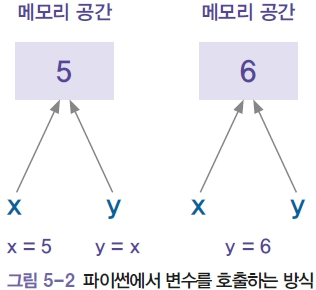 메모리 공간 메모리 공간
5 6
x y x y
x = 5 y = x y = 6
그림 5-2 파이썬에서 변수를 호출하는 방식